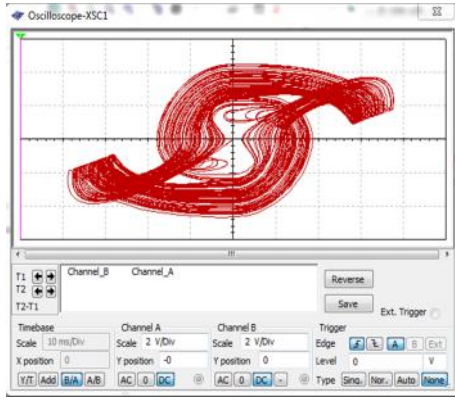 Oscilloscope-XSC1
T1
T2
T2-T1
Channel_B Channel_A
Reverse
Save
Ext. Trigger
Timebase
Scale 10 ms/Div
X position 0
Y/T Add B/A A/B
Channel A
Scale 2 V/Div
Y position -0
AC 0 DC
Channel B
Scale 2 V/Div
Y position 0
AC 0 DC -
Trigger
Edge A B Ext
Level 0 V
Type Sing. Nor. Auto None